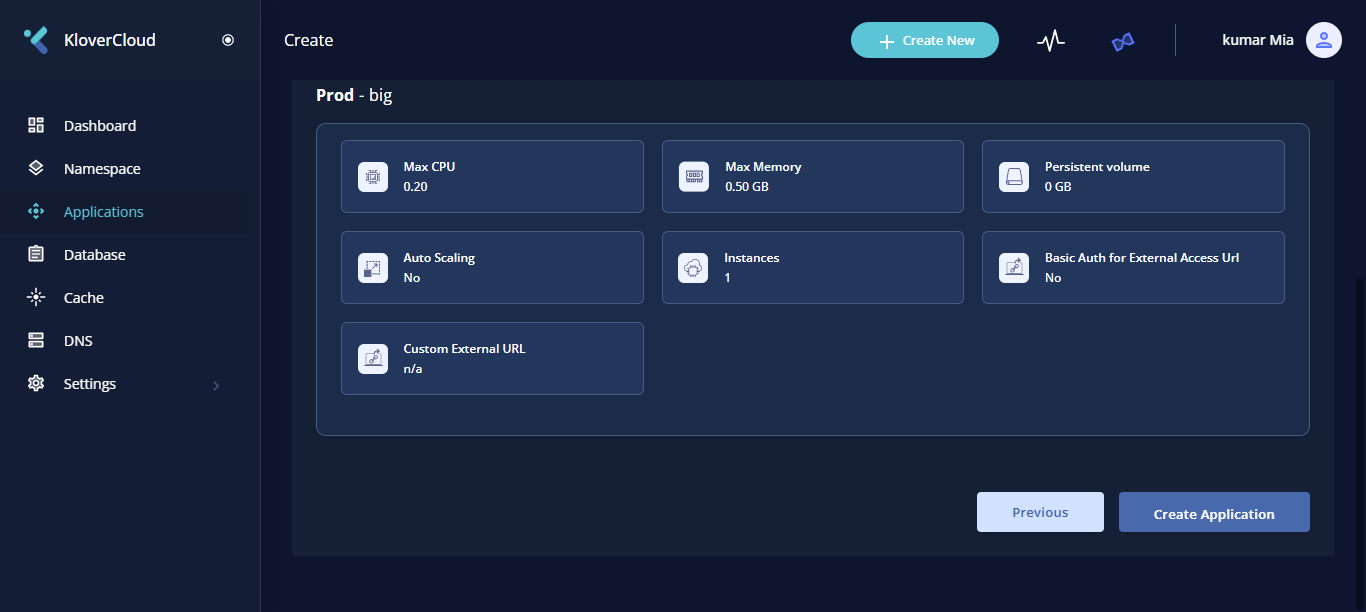 KloverCloud
Create
Create New
kumar Mia
Dashboard
Namespace
Applications
Database
Cache
DNS
Settings
Prod - big
Max CPU
0.20
Max Memory
0.50 GB
Persistent volume
0 GB
Auto Scaling
No
Instances
1
Basic Auth for External Access Url
No
Custom External URL
n/a
Previous
Create Application